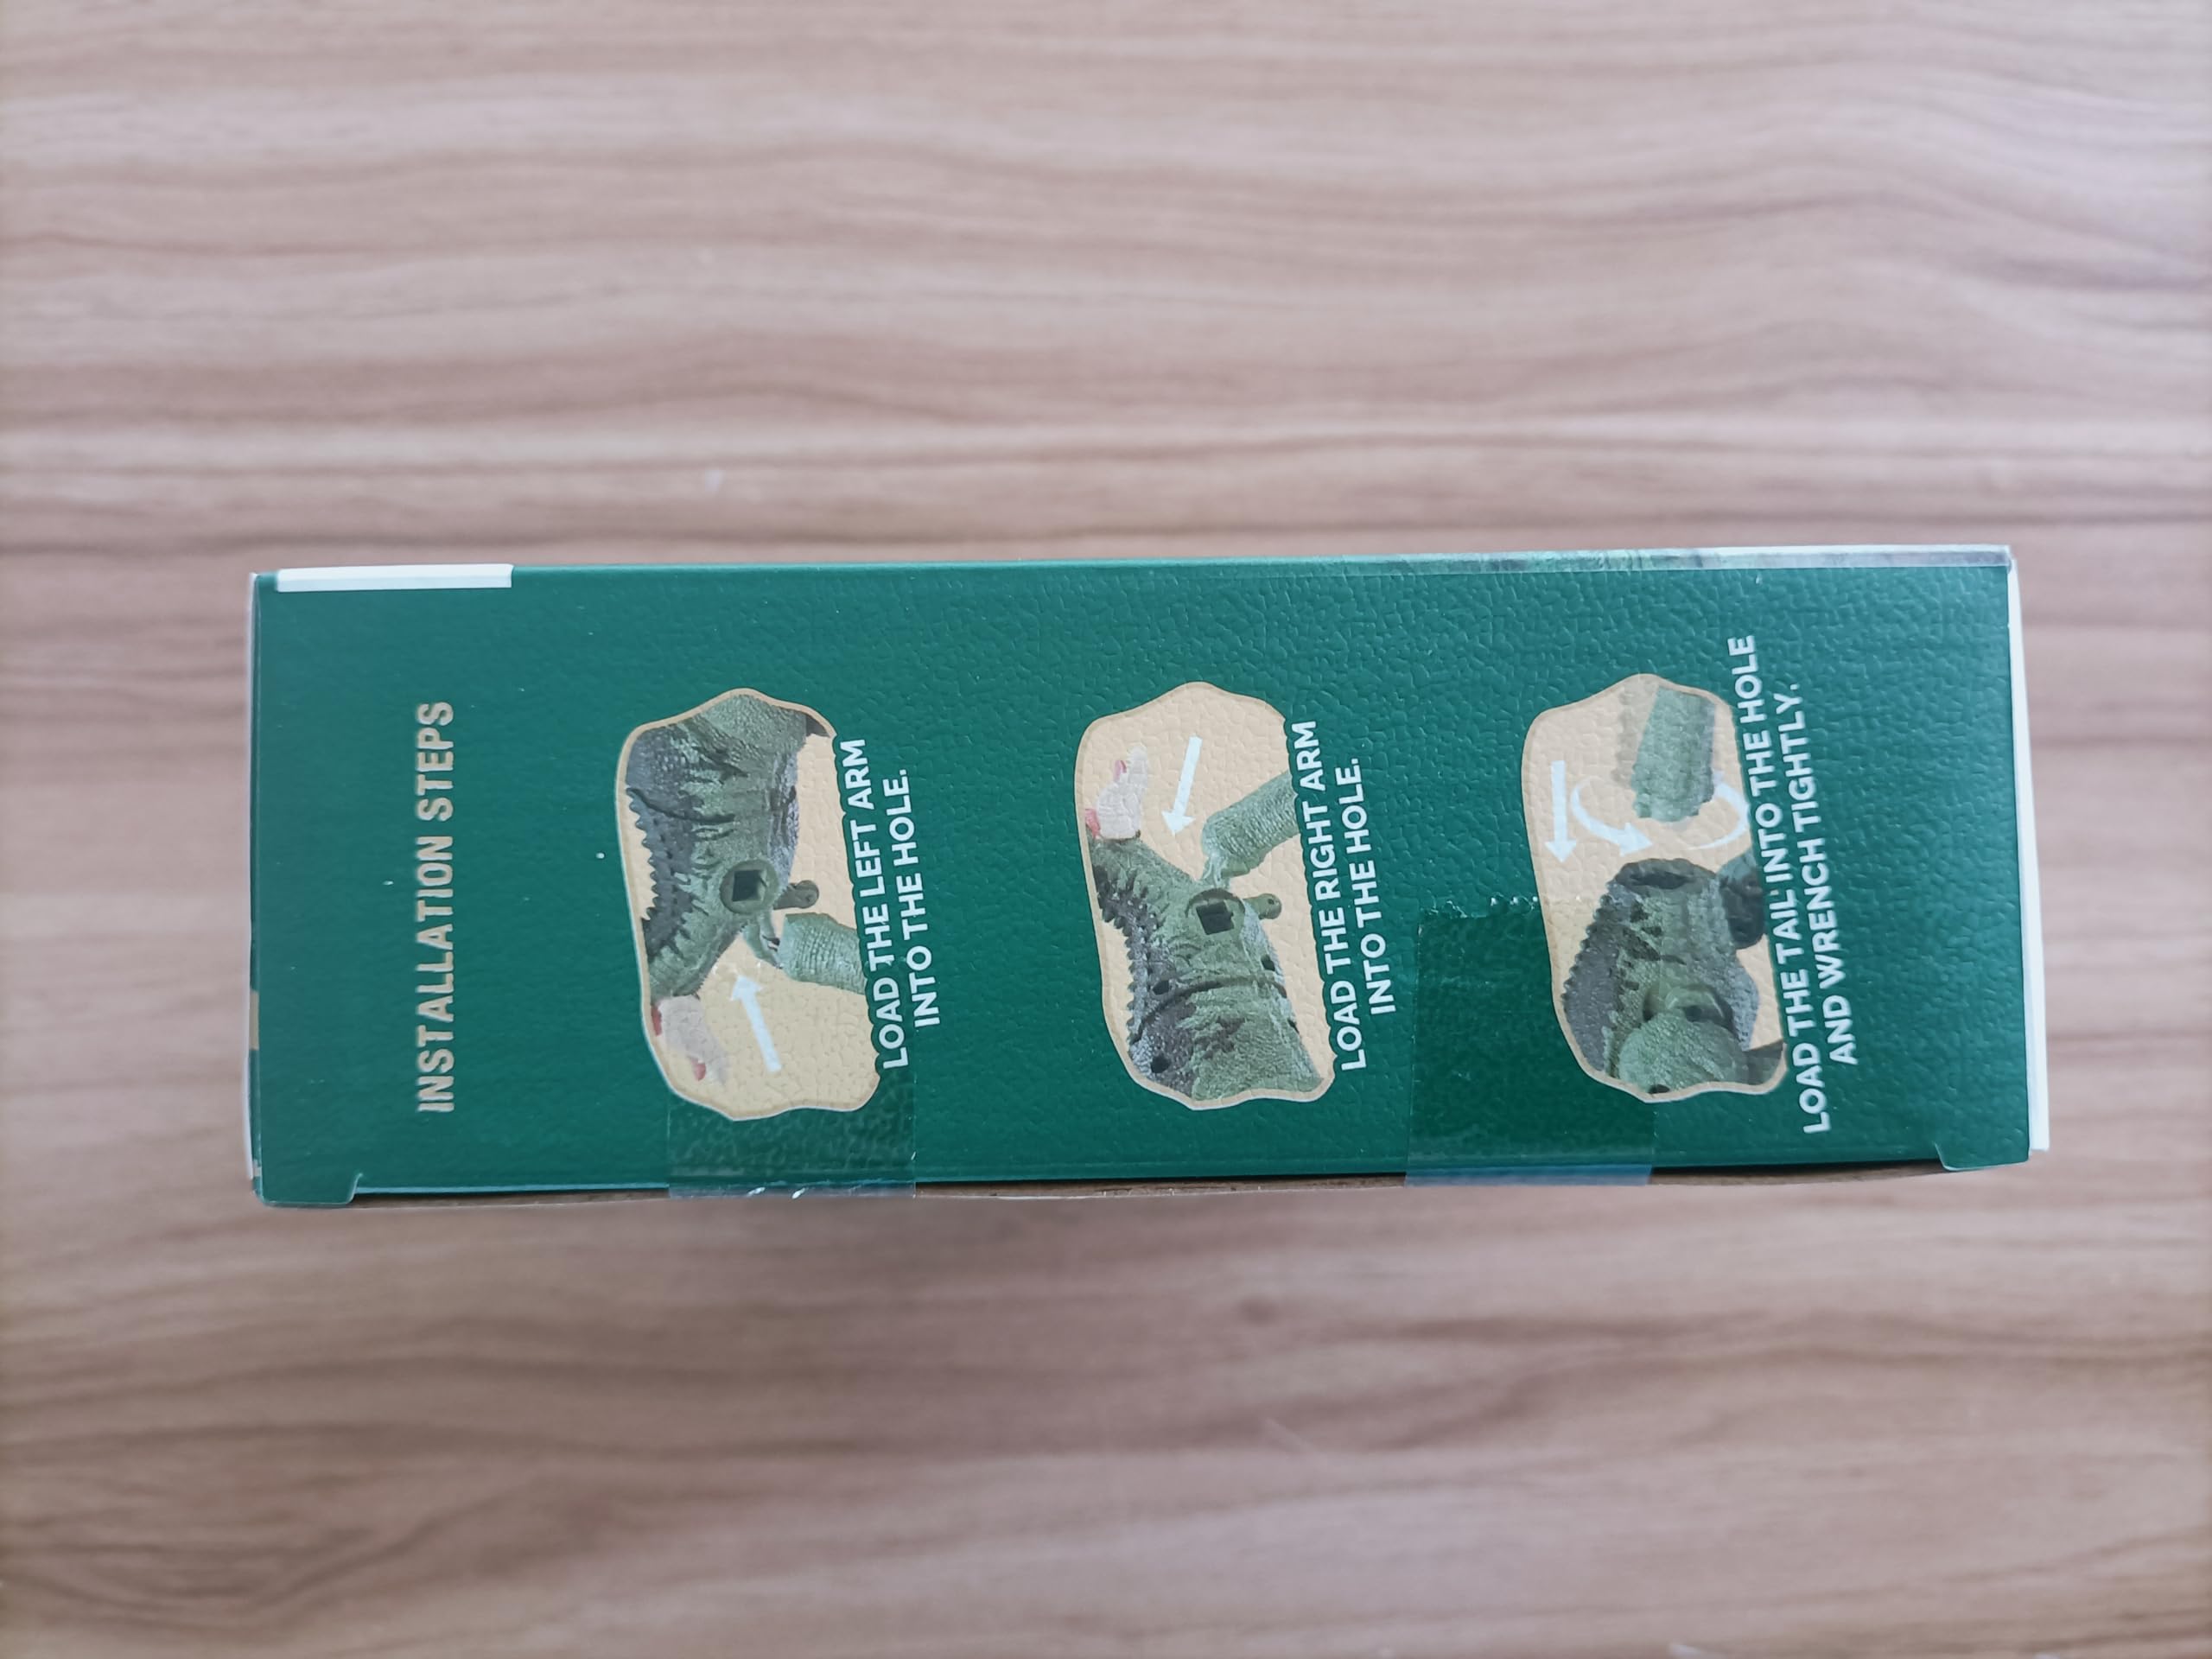 INSTALLATION STEPS
LOAD THE LEFT ARM
INTO THE HOLE.
LOAD THE RIGHT ARM
INTO THE HOLE.
LOAD THE TAIL INTO THE HOLE
AND WRENCH TIGHTLY.